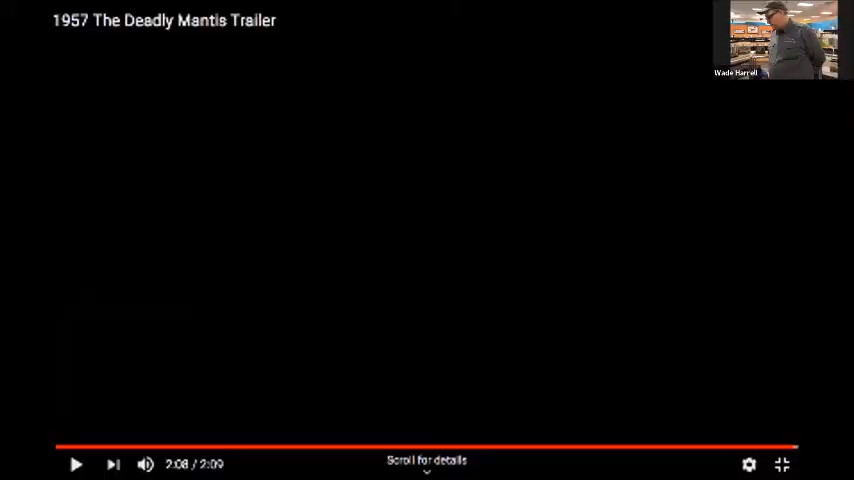 1957 The Deadly Mantis Trailer
Wade Harrell
2:08 / 2:09
Scroll for details